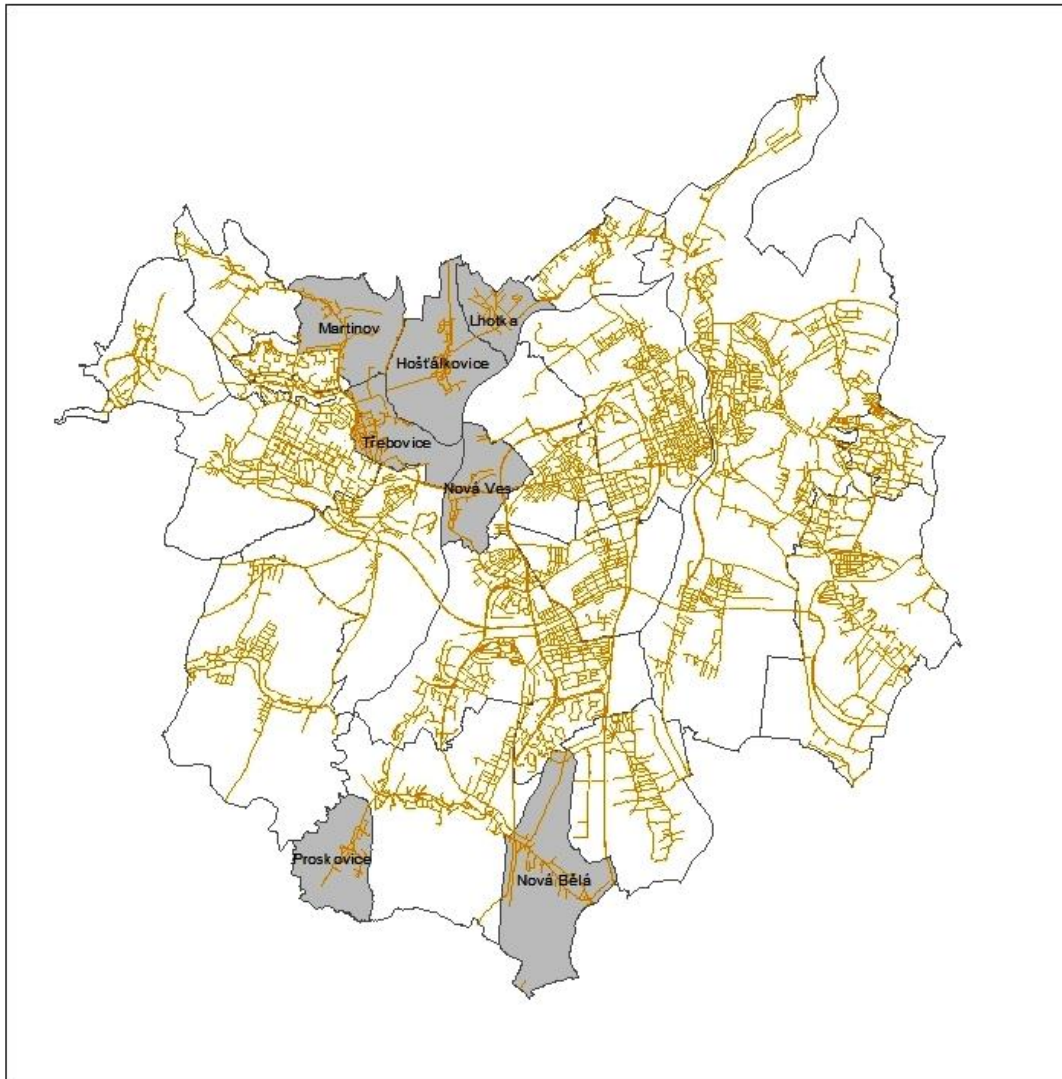 Lhotka
Martinov
Hošťálkovice
Třebovice
Nová Ves
Proskovice
Nová Bělá